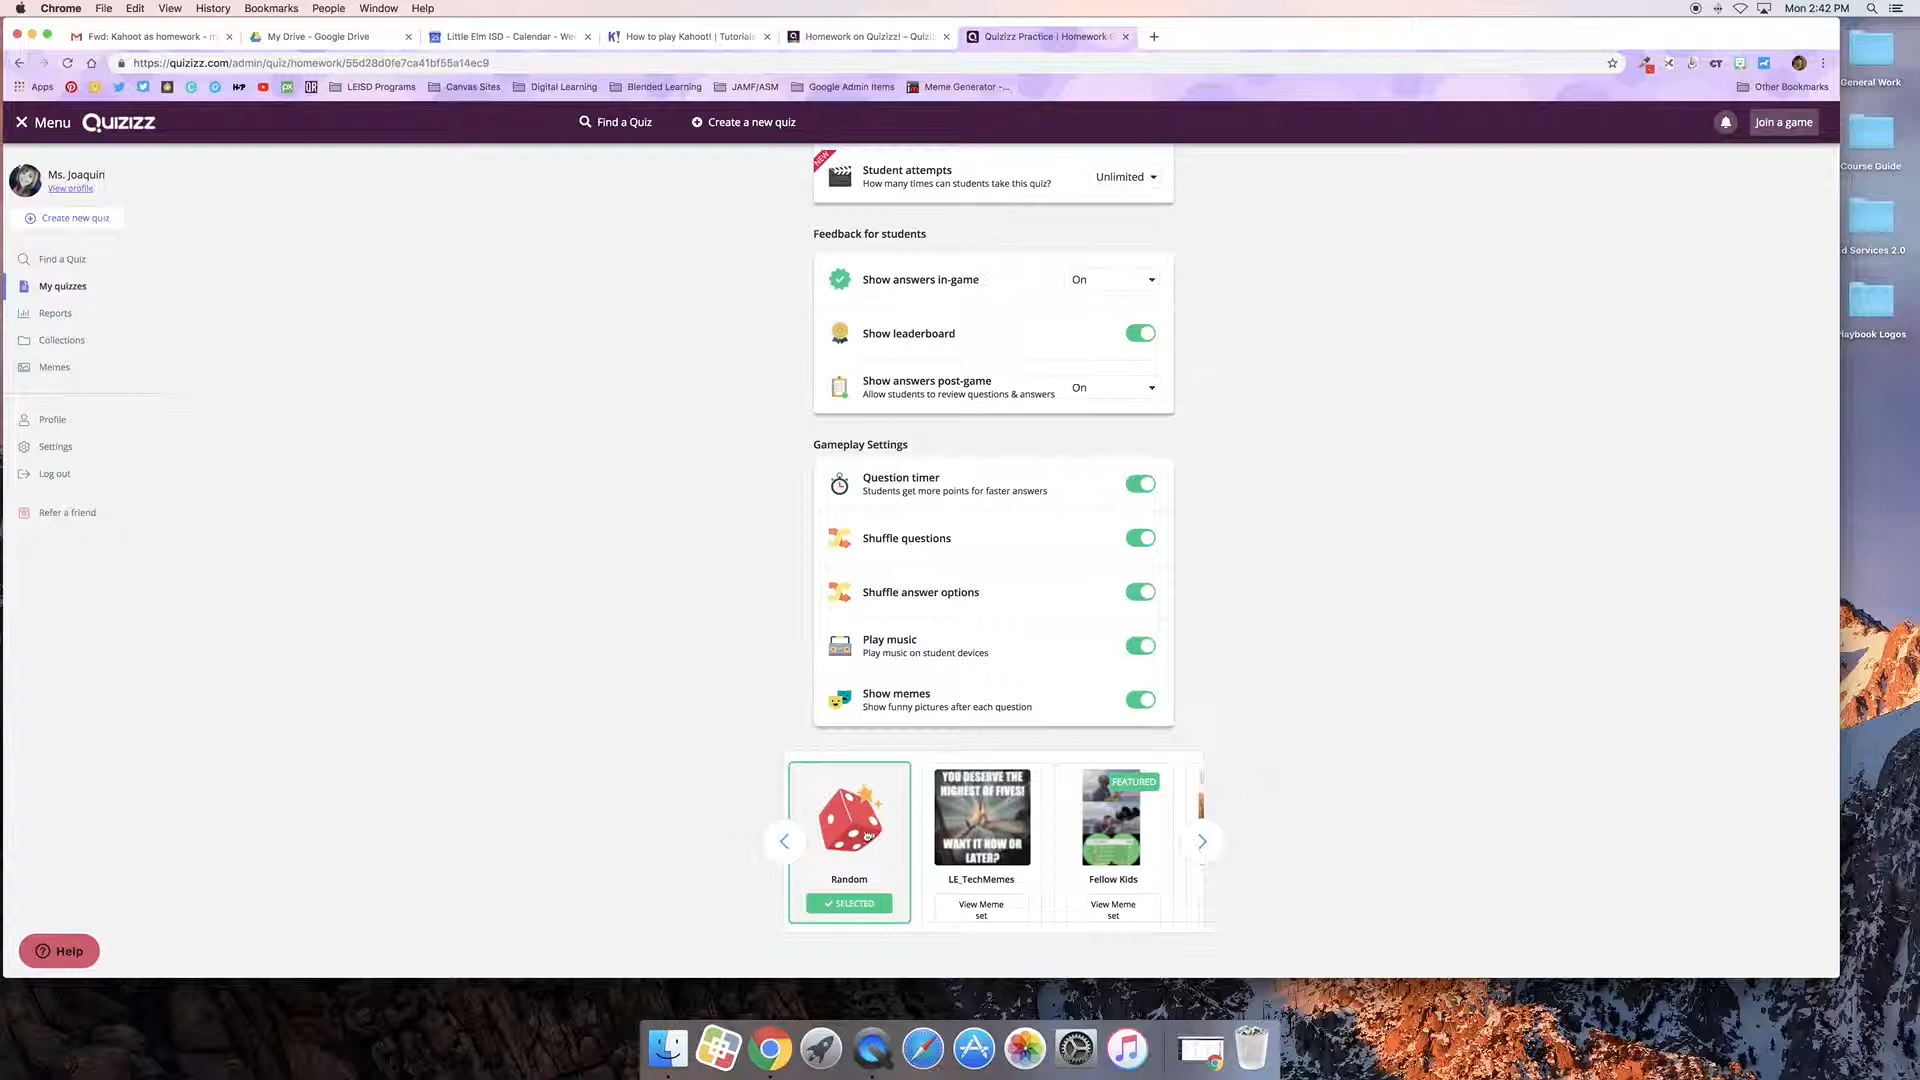 Chrome File Edit View History Bookmarks People Window Help Mon 2:42 PM
Fwd: Kahoot as homework - m My Drive - Google Drive Little Elm ISD - Calendar - We How to play Kahoot! | Tutorials Homework on Quizizz! – Quizi Quizizz Practice | Homework
https://quizizz.com/admin/quiz/homework/55d28d0fe7ca41bf55a14ec9
Apps LEISD Programs Canvas Sites Digital Learning Blended Learning JAMF/ASM Google Admin Items Meme Generator -... Other Bookmarks
Menu Quizizz Find a Quiz Create a new quiz Join a game
Ms. Joaquin
View profile
Create new quiz
Find a Quiz
My quizzes
Reports
Collections
Memes
Profile
Settings
Log out
Refer a friend
Help
NEW
Student attempts
How many times can students take this quiz?
Unlimited
Feedback for students
Show answers in-game
On
Show leaderboard
Show answers post-game
Allow students to review questions & answers
On
Gameplay Settings
Question timer
Students get more points for faster answers
Shuffle questions
Shuffle answer options
Play music
Play music on student devices
Show memes
Show funny pictures after each question
Random
SELECTED
YOU DESERVE THE
HIGHEST OF FIVES!
WANT IT NOW OR
LATER?
LE_TechMemes
View Meme
set
FEATURED
Fellow Kids
View Meme
set
General Work
Course Guide
Ed Services 2.0
laybook Logos